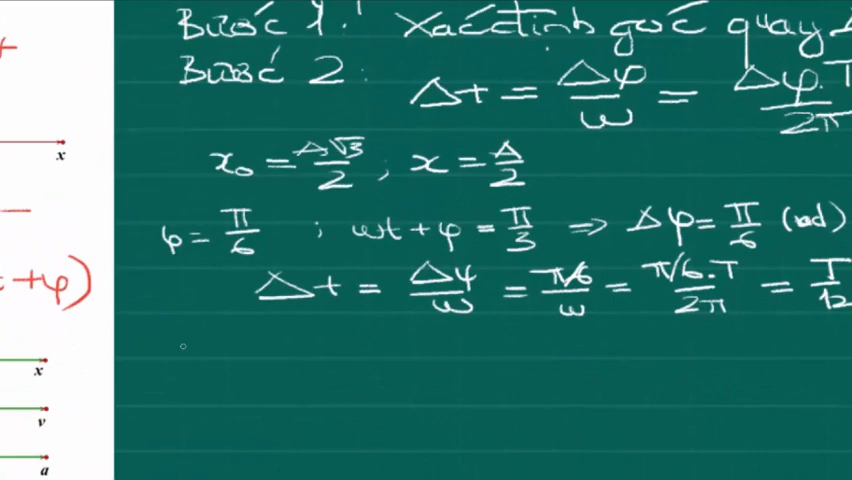 Bước 1: Xác định góc quay Δ
Bước 2:
Δt = Δφ/ω = Δφ.T/2π
x₀ = A√3/2 ; x = A/2
φ = π/6 ; ωt + φ = π/3 ⇒ Δφ = π/6 (rad)
Δt = Δφ/ω = π/6/ω = π/6.T/2π = T/12
x
t + φ)
x
v
a